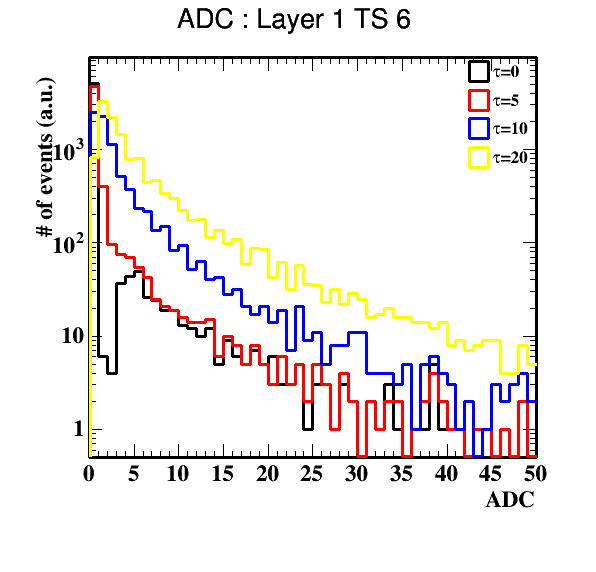 ADC : Layer 1 TS 6
# of events (a.u.)
τ=0
τ=5
τ=10
τ=20
10³
10²
10
1
0 5 10 15 20 25 30 35 40 45 50
ADC